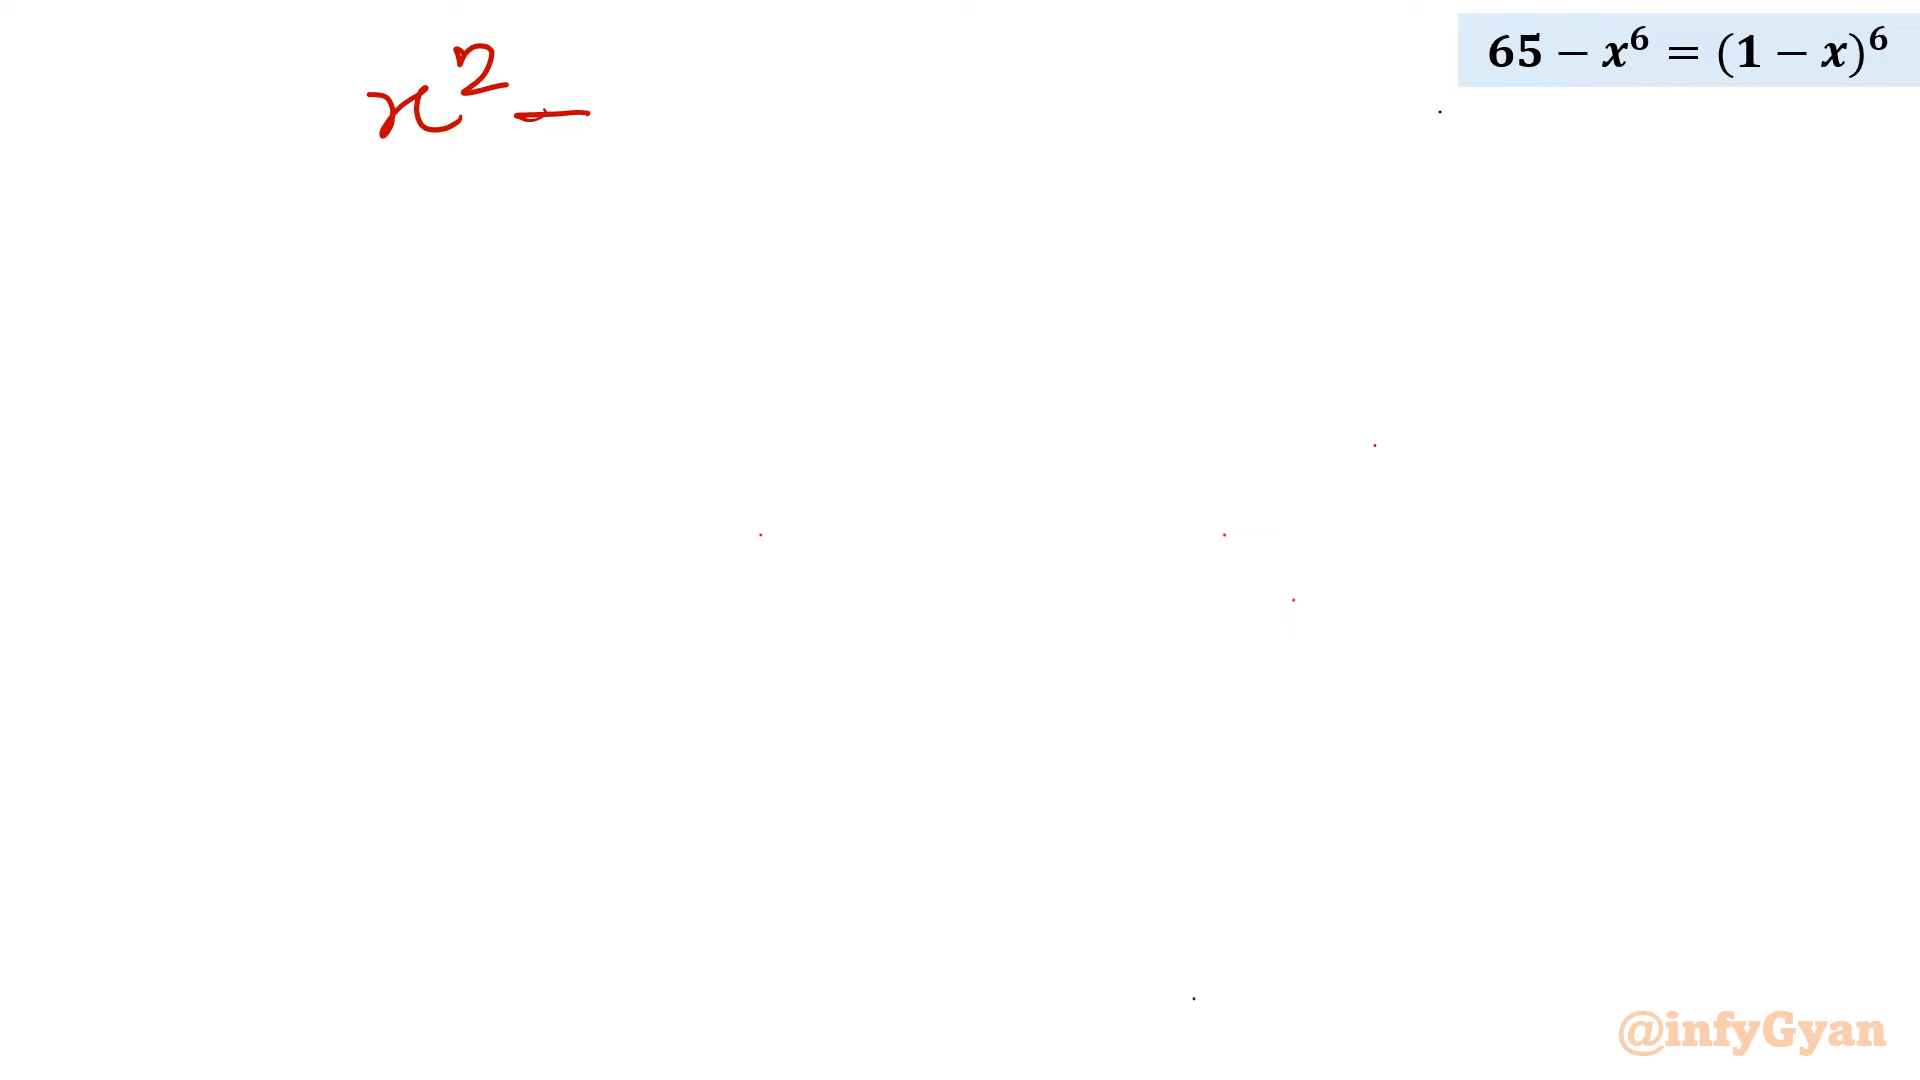 65 − x⁶ = (1 − x)⁶
x² −
@infyGyan